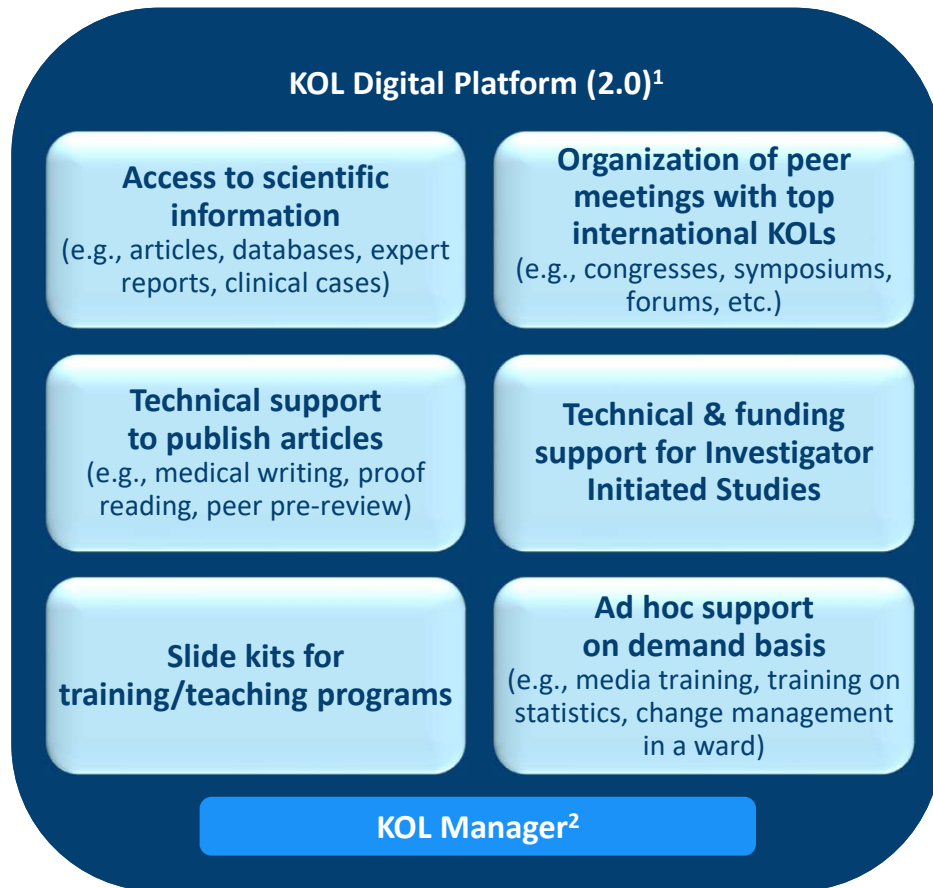 KOL Digital Platform (2.0)¹
Access to scientific
information
(e.g., articles, databases, expert
reports, clinical cases)
Organization of peer
meetings with top
international KOLs
(e.g., congresses, symposiums,
forums, etc.)
Technical support
to publish articles
(e.g., medical writing, proof
reading, peer pre-review)
Technical & funding
support for Investigator
Initiated Studies
Slide kits for
training/teaching programs
Ad hoc support
on demand basis
(e.g., media training, training on
statistics, change management
in a ward)
KOL Manager²